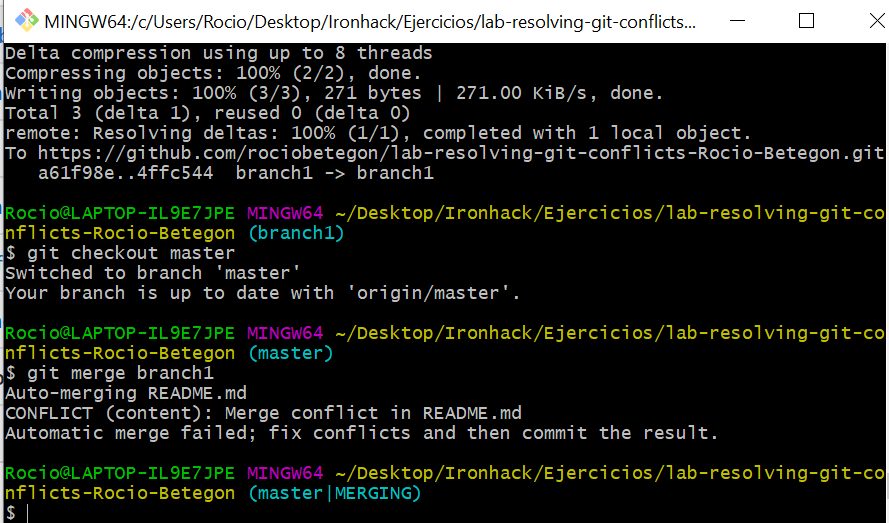 MINGW64:/c/Users/Rocio/Desktop/Ironhack/Ejercicios/lab-resolving-git-conflicts...
Delta compression using up to 8 threads
Compressing objects: 100% (2/2), done.
Writing objects: 100% (3/3), 271 bytes | 271.00 KiB/s, done.
Total 3 (delta 1), reused 0 (delta 0)
remote: Resolving deltas: 100% (1/1), completed with 1 local object.
To https://github.com/rociobetegon/lab-resolving-git-conflicts-Rocio-Betegon.git
   a61f98e..4ffc544  branch1 -> branch1
Rocio@LAPTOP-IL9E7JPE MINGW64 ~/Desktop/Ironhack/Ejercicios/lab-resolving-git-co
nflicts-Rocio-Betegon (branch1)
$ git checkout master
Switched to branch 'master'
Your branch is up to date with 'origin/master'.
Rocio@LAPTOP-IL9E7JPE MINGW64 ~/Desktop/Ironhack/Ejercicios/lab-resolving-git-co
nflicts-Rocio-Betegon (master)
$ git merge branch1
Auto-merging README.md
CONFLICT (content): Merge conflict in README.md
Automatic merge failed; fix conflicts and then commit the result.
Rocio@LAPTOP-IL9E7JPE MINGW64 ~/Desktop/Ironhack/Ejercicios/lab-resolving-git-co
nflicts-Rocio-Betegon (master|MERGING)
$